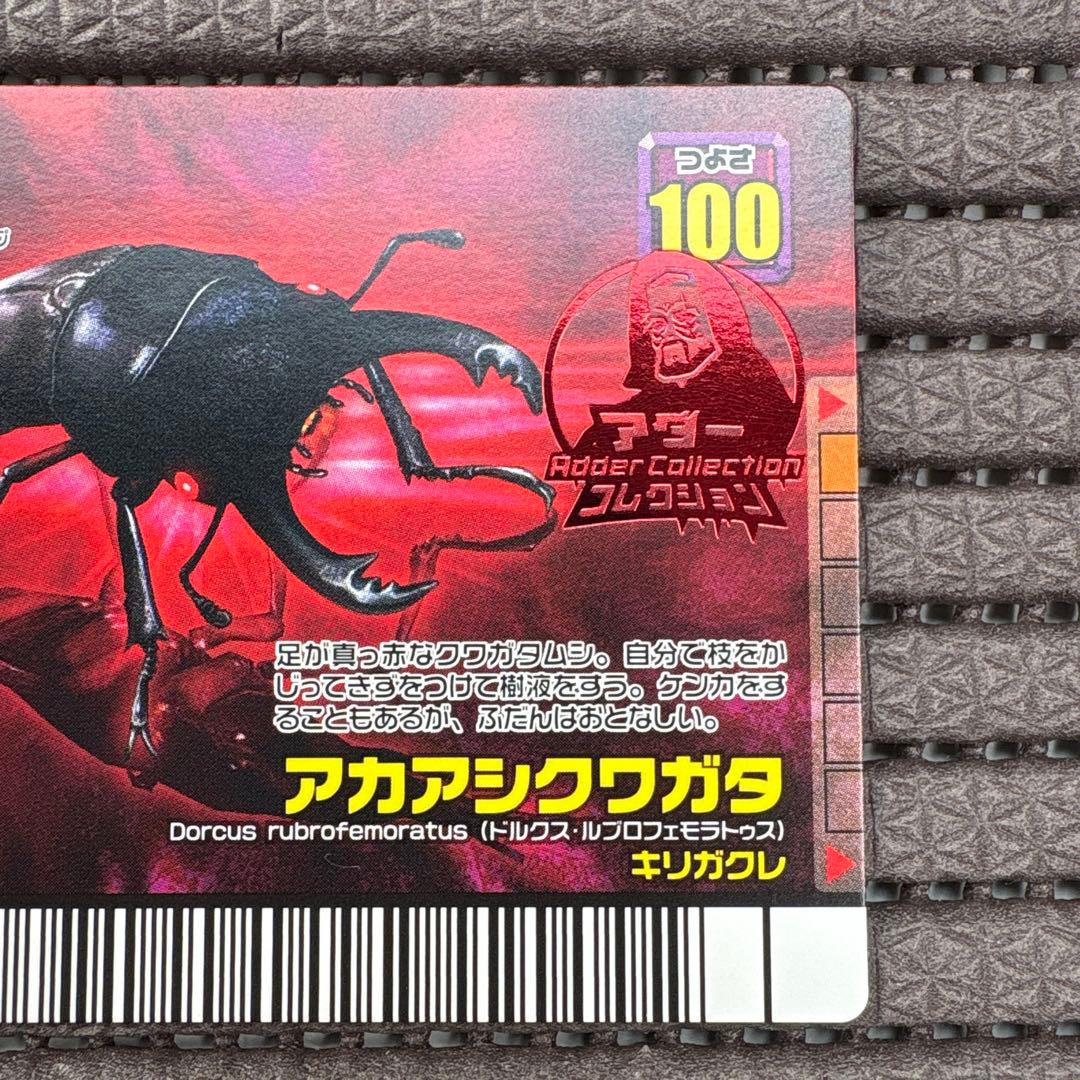 つよさ
100
アダー
Adder Collection
コレクション
足が真っ赤なクワガタムシ。自分で枝をか
じってきずをつけて樹液をすう。ケンカをす
ることもあるが、ふだんはおとなしい。
アカアシクワガタ
Dorcus rubrofemoratus (ドルクス・ルブロフェモラトゥス)
キリガクレ